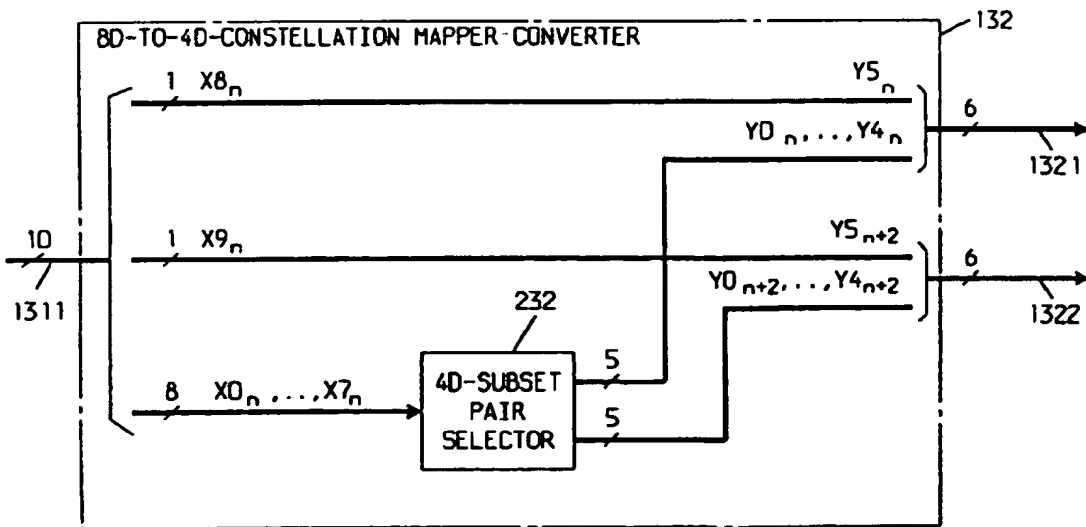 8D-TO-4D-CONSTELLATION MAPPER CONVERTER
132
1 X8ₙ Y5ₙ
6
Y0ₙ,...,Y4ₙ
1321
10
1 X9ₙ Y5ₙ₊₂
6
1311
Y0ₙ₊₂,...,Y4ₙ₊₂
1322
232
8 X0ₙ,...,X7ₙ
4D-SUBSET
PAIR
SELECTOR
5
5